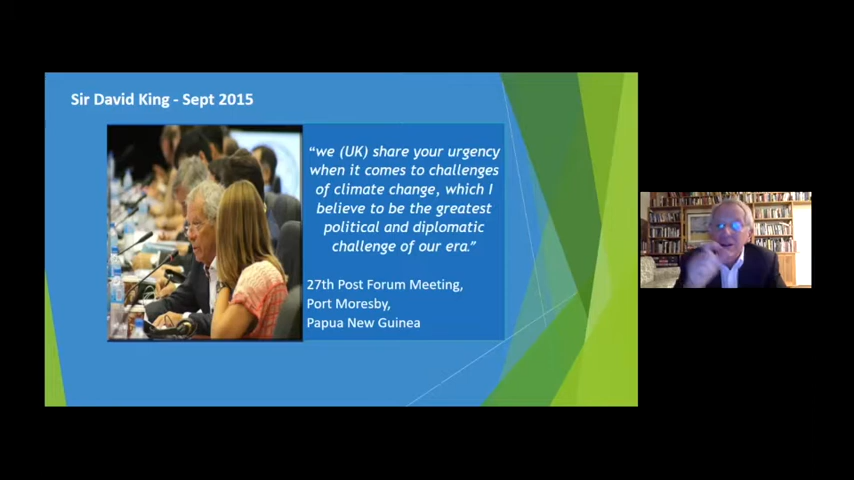 Sir David King - Sept 2015
“we (UK) share your urgency
when it comes to challenges
of climate change, which I
believe to be the greatest
political and diplomatic
challenge of our era.”
27th Post Forum Meeting,
Port Moresby,
Papua New Guinea